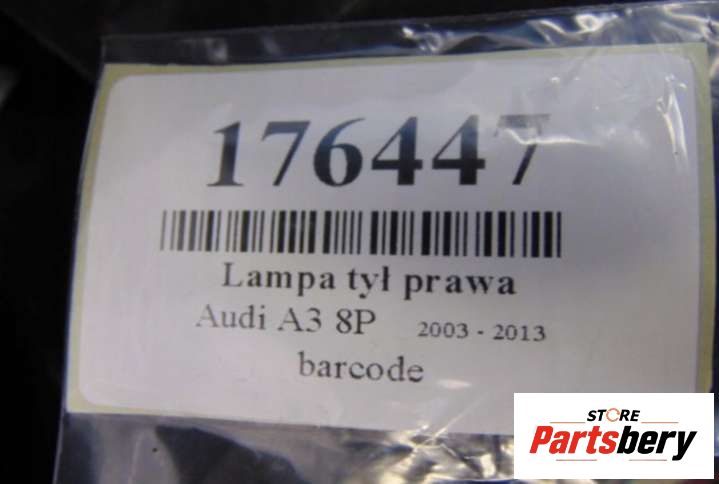 176447
Lampa tył prawa
Audi A3 8P 2003 - 2013
barcode
STORE
Partsbery